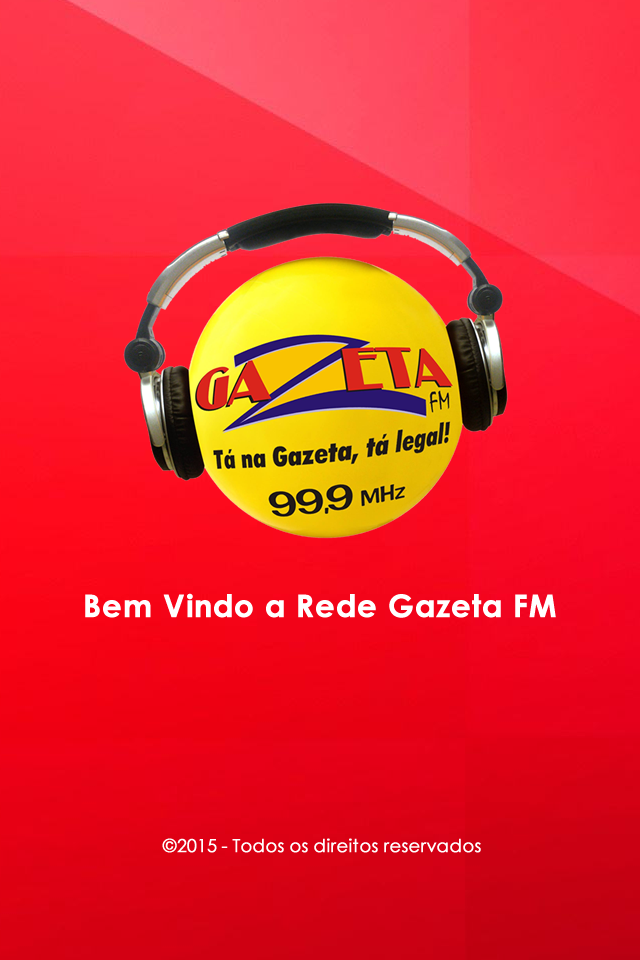 GAZETA
FM
Tá na Gazeta, tá legal!
99,9 MHz
Bem Vindo a Rede Gazeta FM
©2015 - Todos os direitos reservados